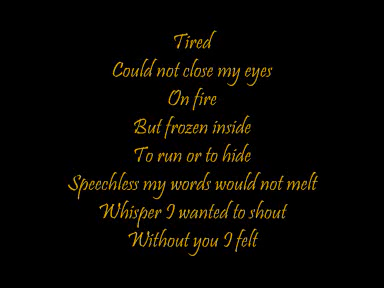 Tired
Could not close my eyes
On fire
But frozen inside
To run or to hide
Speechless my words would not melt
Whisper I wanted to shout
Without you I felt